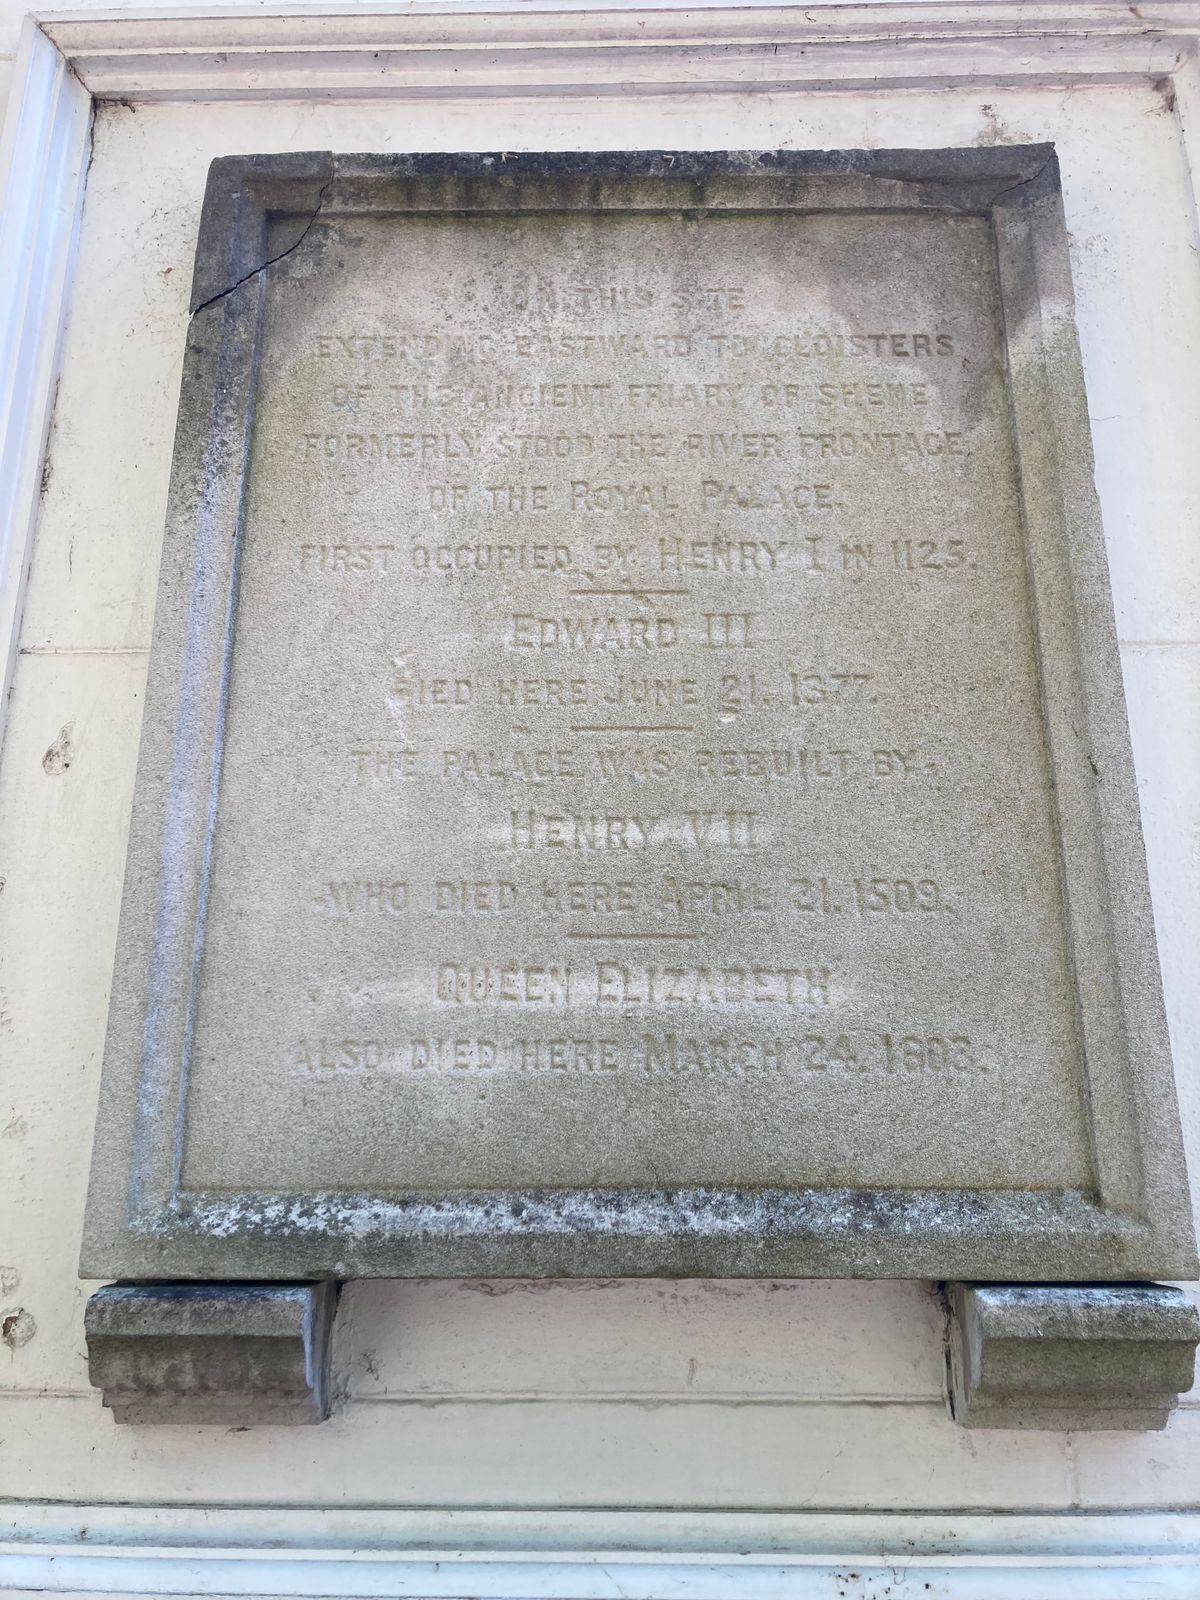 ON THIS SITE
EXTENDING EASTWARD TO CLOISTERS
OF THE ANCIENT FRIARY OF SHENE
FORMERLY STOOD THE RIVER FRONTAGE
OF THE ROYAL PALACE.
FIRST OCCUPIED BY HENRY I IN 1125.
EDWARD III
DIED HERE JUNE 21. 1377.
THE PALACE WAS REBUILT BY
HENRY VII
WHO DIED HERE APRIL 21. 1509.
QUEEN ELIZABETH
ALSO DIED HERE MARCH 24. 1603.